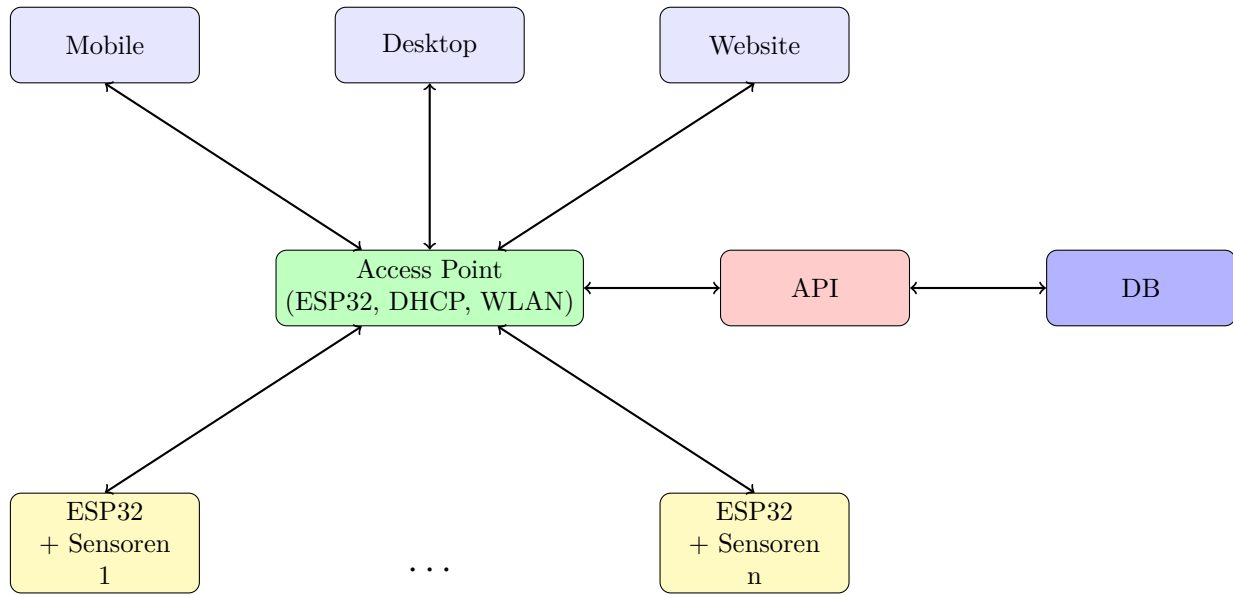 Mobile
Desktop
Website
Access Point
(ESP32, DHCP, WLAN)
API
DB
ESP32
+ Sensoren
1
...
ESP32
+ Sensoren
n